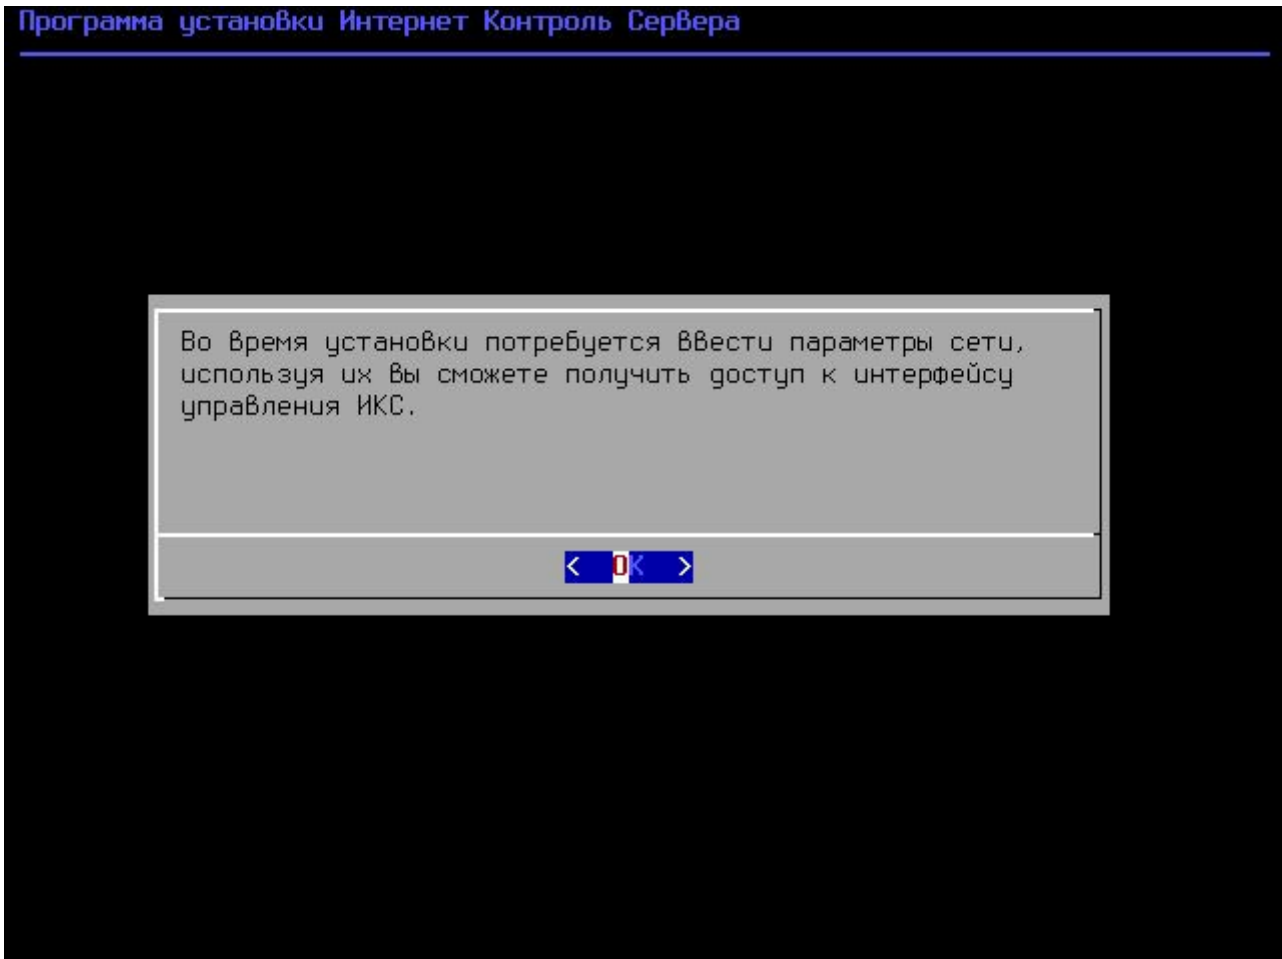 Программа установки Интернет Контроль Сервера
Во время установки потребуется ввести параметры сети,
используя их вы сможете получить доступ к интерфейсу
управления ИКС.
< OK >